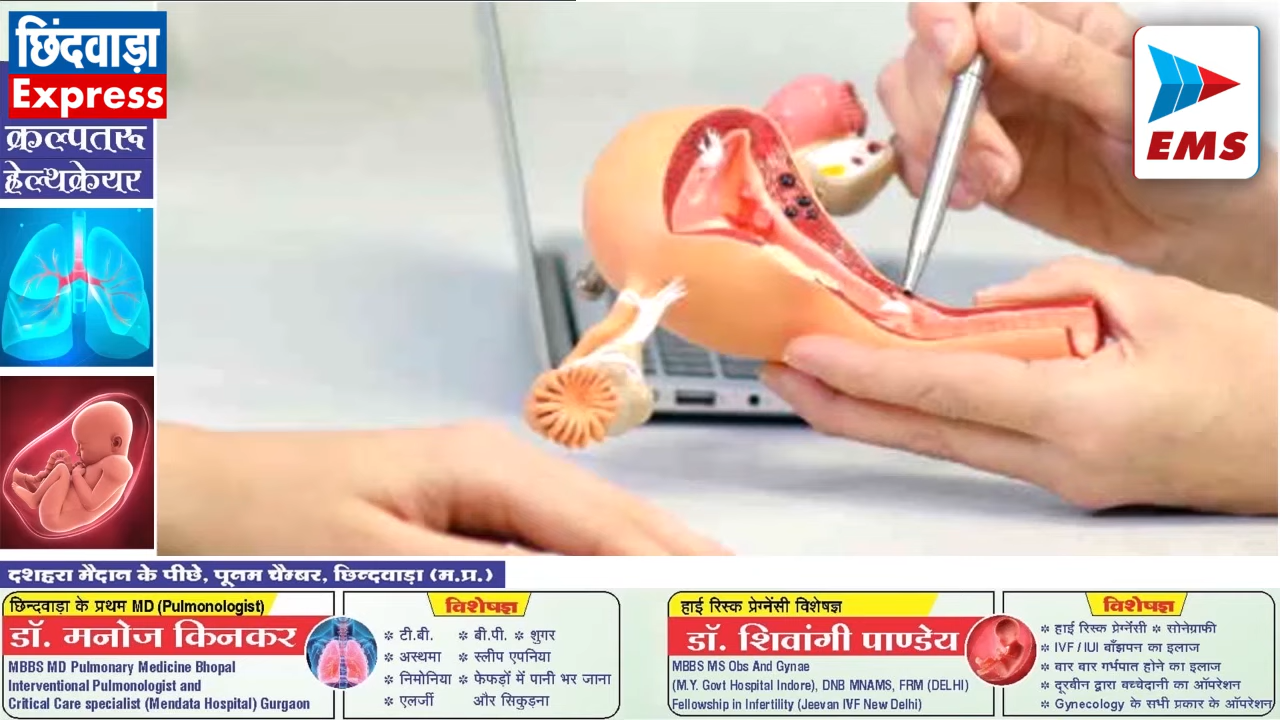 छिंदवाड़ा
Express
EMS
कल्पतरू
हेल्थकेयर
दशहरा मैदान के पीछे, पूनम चैम्बर, छिन्दवाड़ा (म.प्र.)
छिन्दवाड़ा के प्रथम MD (Pulmonologist)
डॉ. मनोज किनकर
MBBS MD Pulmonary Medicine Bhopal
Interventional Pulmonologist and
Critical Care specialist (Mendata Hospital) Gurgaon
विशेषज्ञ
* टी.बी. * बी.पी. * शुगर
* अस्थमा * स्लीप एपनिया
* निमोनिया * फेफड़ों में पानी भर जाना
* एलर्जी और सिकुड़ना
हाई रिस्क प्रेग्नेंसी विशेषज्ञ
डॉ. शिवांगी पाण्डेय
MBBS MS Obs And Gynae
(M.Y. Govt Hospital Indore), DNB MNAMS, FRM (DELHI)
Fellowship in Infertility (Jeevan IVF New Delhi)
विशेषज्ञ
* हाई रिस्क प्रेग्नेंसी * सोनेग्राफी
* IVF / IUI बाँझपन का इलाज
* बार बार गर्भपात होने का इलाज
* दूरबीन द्वारा बच्चेदानी का ऑपरेशन
* Gynecology के सभी प्रकार के ऑपरेशन